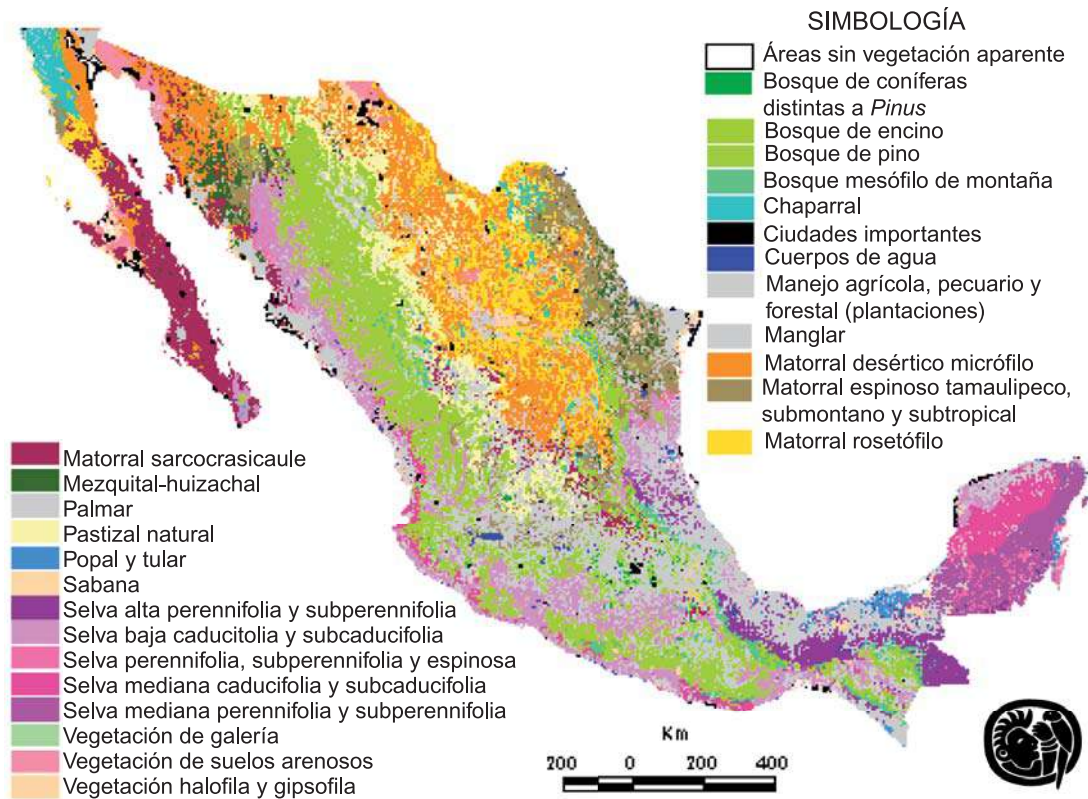 SIMBOLOGÍA
Áreas sin vegetación aparente
Bosque de coníferas
distintas a Pinus
Bosque de encino
Bosque de pino
Bosque mesófilo de montaña
Chaparral
Ciudades importantes
Cuerpos de agua
Manejo agrícola, pecuario y
forestal (plantaciones)
Manglar
Matorral desértico micrófilo
Matorral espinoso tamaulipeco,
submontano y subtropical
Matorral rosetófilo
Matorral sarcocrasicaule
Mezquital-huizachal
Palmar
Pastizal natural
Popal y tular
Sabana
Selva alta perennifolia y subperennifolia
Selva baja caducitolia y subcaducifolia
Selva perennifolia, subperennifolia y espinosa
Selva mediana caducifolia y subcaducifolia
Selva mediana perennifolia y subperennifolia
Vegetación de galería
Vegetación de suelos arenosos
Vegetación halofila y gipsofila
Km
200 0 200 400